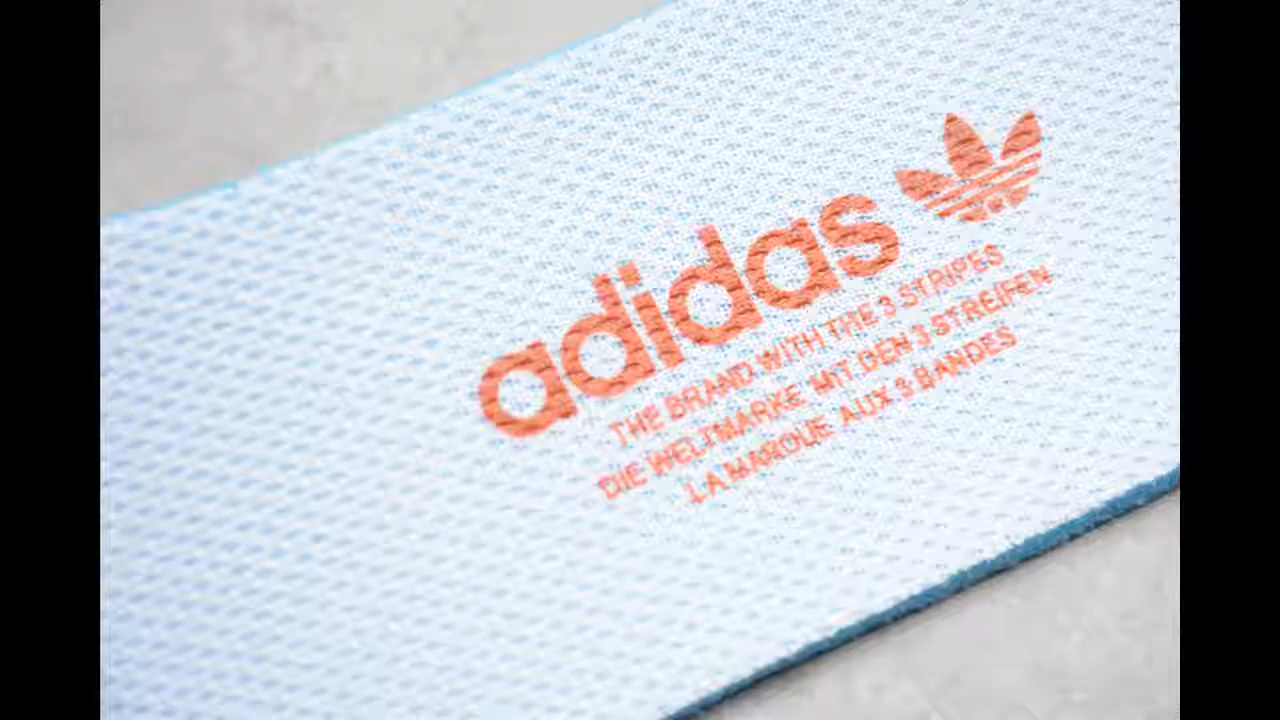 adidas
THE BRAND WITH THE 3 STRIPES
DIE WELTMARKE MIT DEN 3 STREIFEN
LA MARQUE AUX 3 BANDES